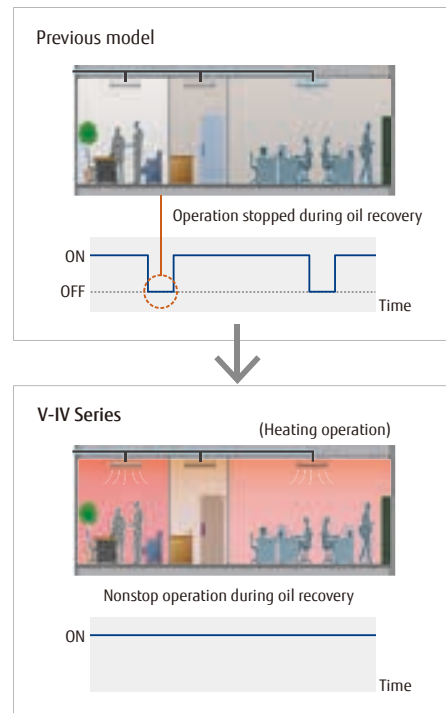 Previous model
Operation stopped during oil recovery
ON
OFF
Time
V-IV Series
(Heating operation)
Nonstop operation during oil recovery
ON
Time